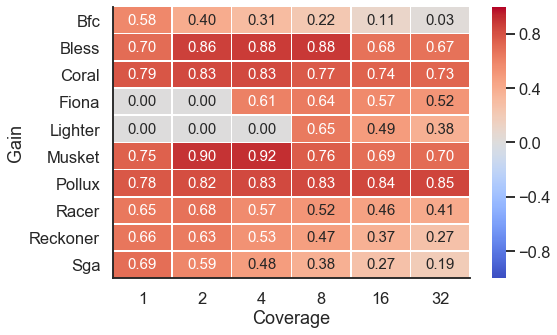 Gain
Bfc 0.58 0.40 0.31 0.22 0.11 0.03
Bless 0.70 0.86 0.88 0.88 0.68 0.67
Coral 0.79 0.83 0.83 0.77 0.74 0.73
Fiona 0.00 0.00 0.61 0.64 0.57 0.52
Lighter 0.00 0.00 0.00 0.65 0.49 0.38
Musket 0.75 0.90 0.92 0.76 0.69 0.70
Pollux 0.78 0.82 0.83 0.83 0.84 0.85
Racer 0.65 0.68 0.57 0.52 0.46 0.41
Reckoner 0.66 0.63 0.53 0.47 0.37 0.27
Sga 0.69 0.59 0.48 0.38 0.27 0.19
1 2 4 8 16 32
Coverage
0.8
0.4
0.0
−0.4
−0.8